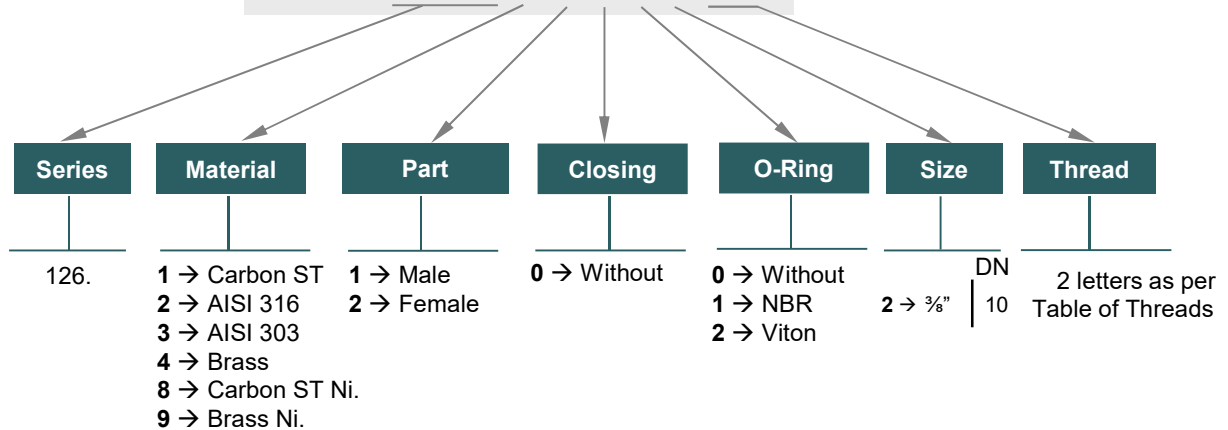 Series
Material
Part
Closing
O-Ring
Size
Thread
126.
1 → Carbon ST
2 → AISI 316
3 → AISI 303
4 → Brass
8 → Carbon ST Ni.
9 → Brass Ni.
1 → Male
2 → Female
0 → Without
0 → Without
1 → NBR
2 → Viton
DN
2 → ⅜” 10
2 letters as per
Table of Threads